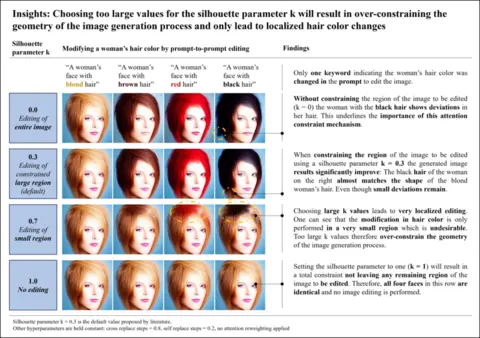 Insights: Choosing too large values for the silhouette parameter k will result in over-constraining the
geometry of the image generation process and only lead to localized hair color changes
Silhouette
parameter k
Modifying a woman's hair color by prompt-to-prompt editing
Findings
"A woman's
face with
blond hair"
"A woman's
face with
brown hair"
"A woman's
face with
red hair"
"A woman's
face with
black hair"
Only one keyword indicating the woman's hair color was
changed in the prompt to edit the image.
0.0
Editing of
entire image
Without constraining the region of the image to be edited
(k = 0) the woman with the black hair shows deviations in
her hair. This underlines the importance of this attention
constraint mechanism.
0.3
Editing of
constrained
large region
(default)
When constraining the region of the image to be edited
using a silhouette parameter k = 0.3 the generated image
results significantly improve: The black hair of the woman
on the right almost matches the shape of the blond
woman's hair. Even though small deviations remain.
0.7
Editing of
small region
Choosing large k values leads to very localized editing.
One can see that the modification in hair color is only
performed in a very small region which is undesirable.
Too large k values therefore over-constrain the geometry
of the image generation process.
1.0
No editing
Setting the silhouette parameter to one (k = 1) will result in
a total constraint not leaving any remaining region of the
image to be edited. Therefore, all four faces in this row are
identical and no image editing is performed.
Silhouette parameter k = 0.3 is the default value proposed by literature.
Other hyperparameters are held constant: cross replace steps = 0.8, self replace steps = 0.2, no attention reweighting applied